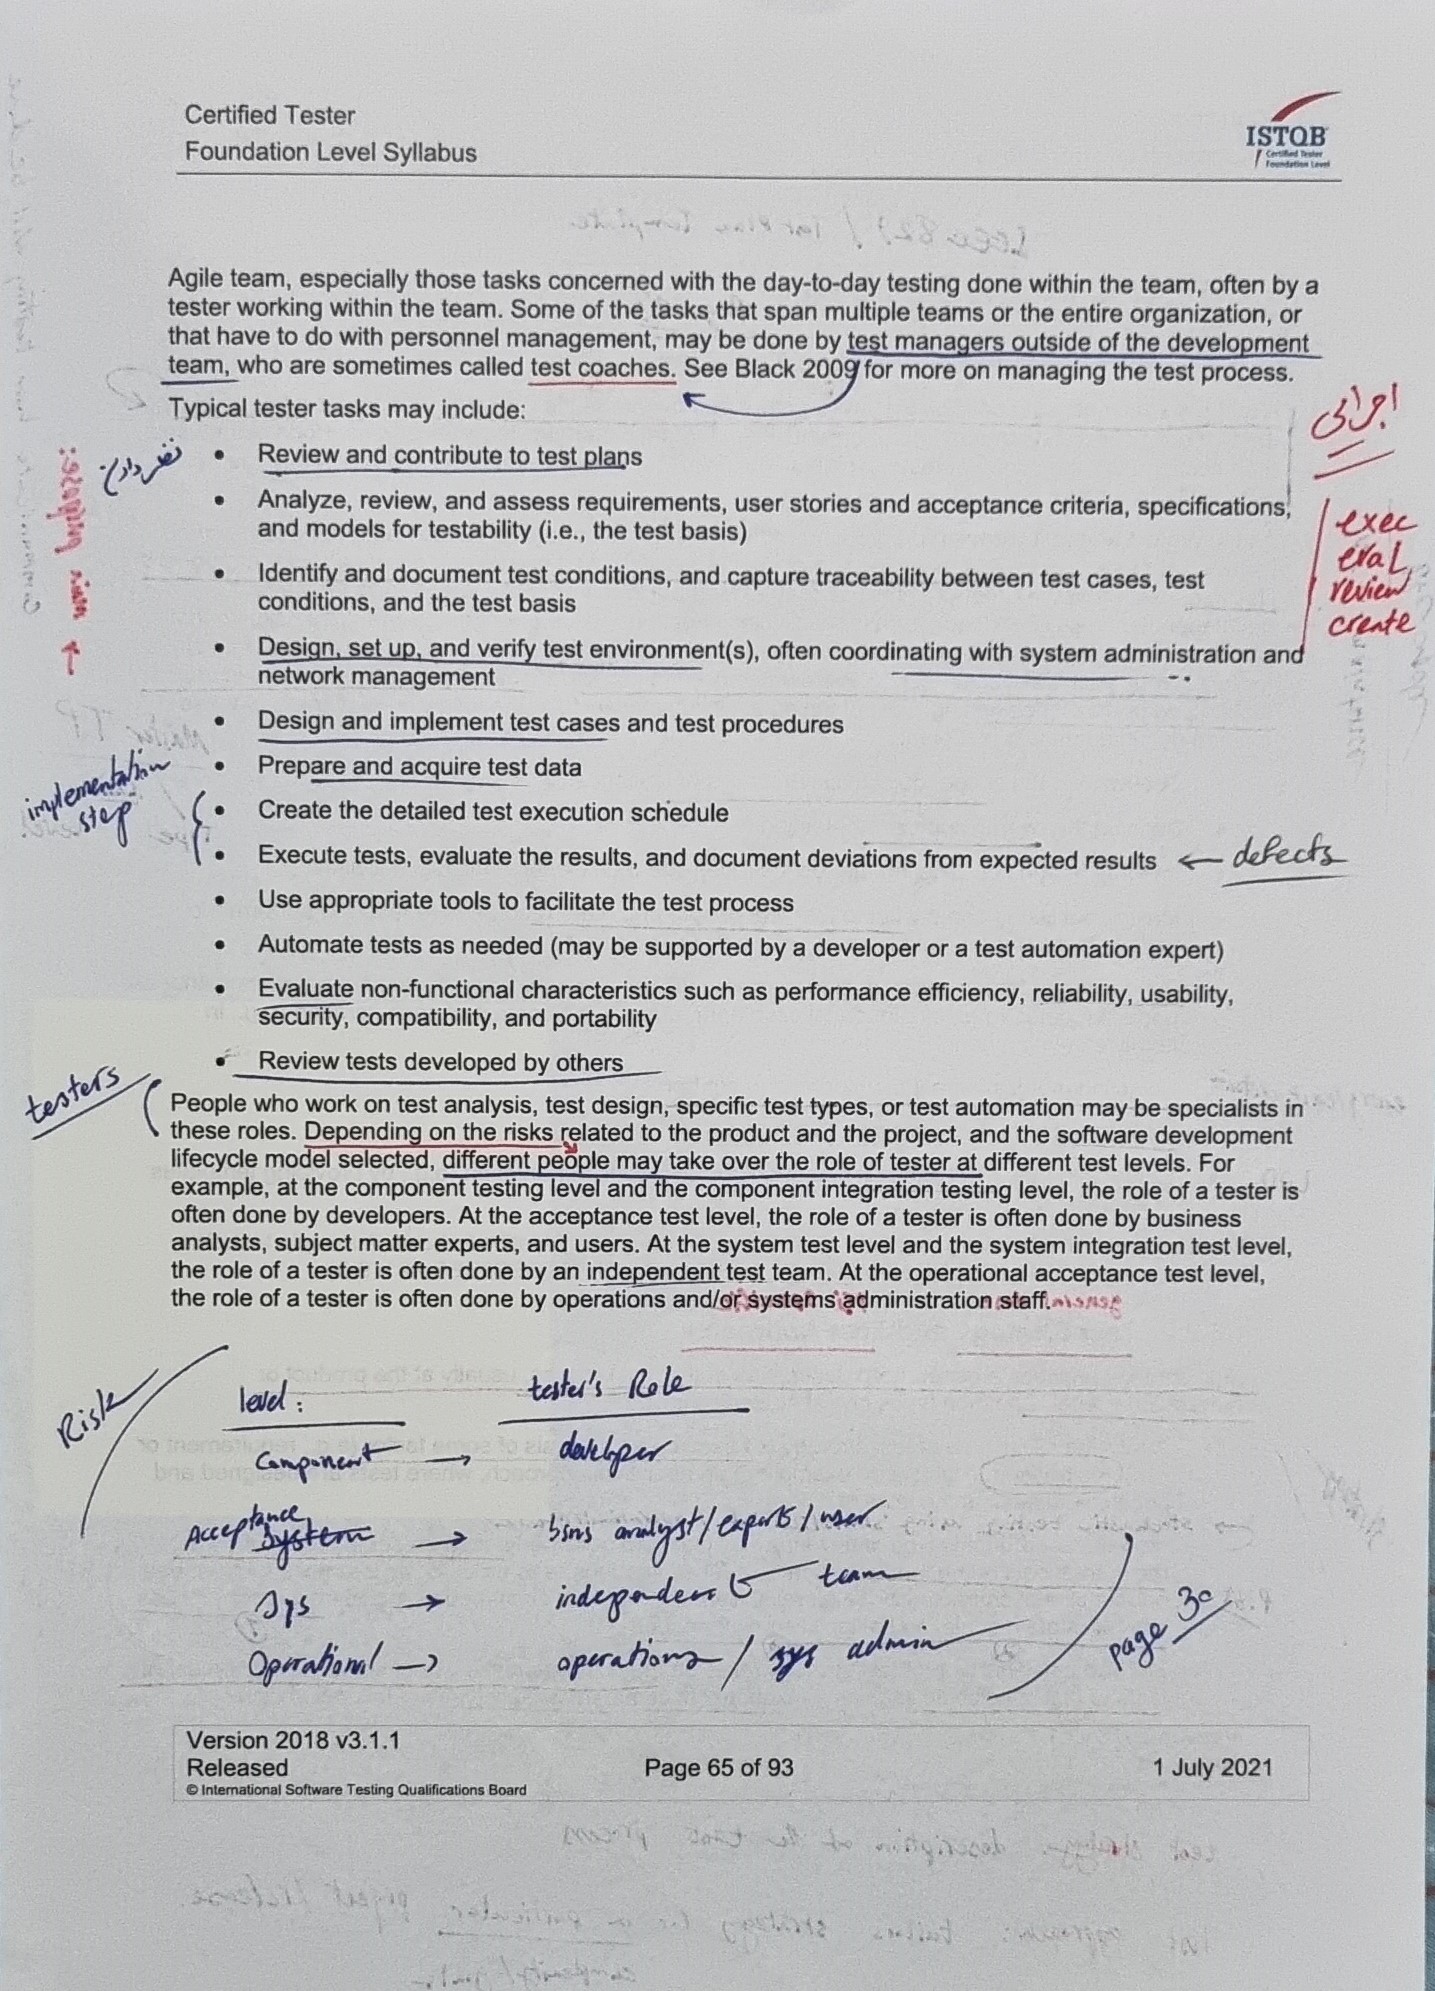 Certified Tester
Foundation Level Syllabus
ISTQB
Certified Tester
Foundation Level
Agile team, especially those tasks concerned with the day-to-day testing done within the team, often by a
tester working within the team. Some of the tasks that span multiple teams or the entire organization, or
that have to do with personnel management, may be done by test managers outside of the development
team, who are sometimes called test coaches. See Black 2009 for more on managing the test process.
Typical tester tasks may include:
اجرایی
نظر دادن
• Review and contribute to test plans
• Analyze, review, and assess requirements, user stories and acceptance criteria, specifications,
and models for testability (i.e., the test basis)
exec
eval
review
create
• Identify and document test conditions, and capture traceability between test cases, test
conditions, and the test basis
• Design, set up, and verify test environment(s), often coordinating with system administration and
network management
• Design and implement test cases and test procedures
• Prepare and acquire test data
implementation
step
• Create the detailed test execution schedule
• Execute tests, evaluate the results, and document deviations from expected results ← defects
• Use appropriate tools to facilitate the test process
• Automate tests as needed (may be supported by a developer or a test automation expert)
• Evaluate non-functional characteristics such as performance efficiency, reliability, usability,
security, compatibility, and portability
• Review tests developed by others
testers
People who work on test analysis, test design, specific test types, or test automation may be specialists in
these roles. Depending on the risks related to the product and the project, and the software development
lifecycle model selected, different people may take over the role of tester at different test levels. For
example, at the component testing level and the component integration testing level, the role of a tester is
often done by developers. At the acceptance test level, the role of a tester is often done by business
analysts, subject matter experts, and users. At the system test level and the system integration test level,
the role of a tester is often done by an independent test team. At the operational acceptance test level,
the role of a tester is often done by operations and/or systems administration staff.
Risk
level: tester's Role
Component → developer
Acceptance System → bsns analyst/expert/user
Sys → independent team
Operational → operations / sys admin
page 30
Version 2018 v3.1.1
Released Page 65 of 93 1 July 2021
© International Software Testing Qualifications Board